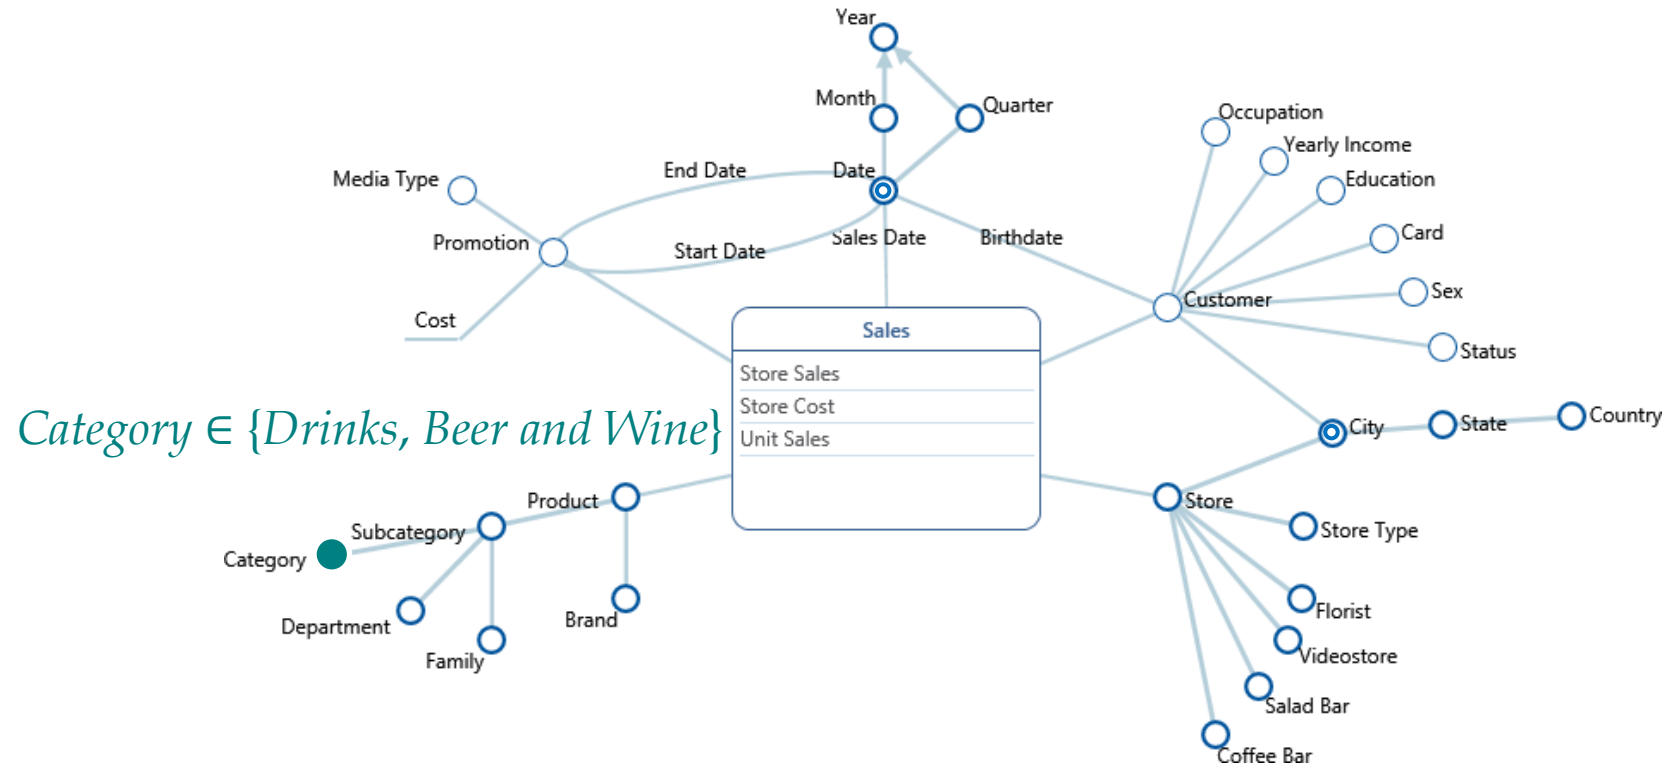 Year
Month
Quarter
Occupation
Yearly Income
End Date
Date
Media Type
Education
Promotion
Start Date
Sales Date
Birthdate
Card
Customer
Sex
Cost
Sales
Status
Store Sales
Store Cost
Unit Sales
Category ∈ {Drinks, Beer and Wine}
City
State
Country
Product
Store
Subcategory
Store Type
Category
Department
Brand
Florist
Family
Videostore
Salad Bar
Coffee Bar